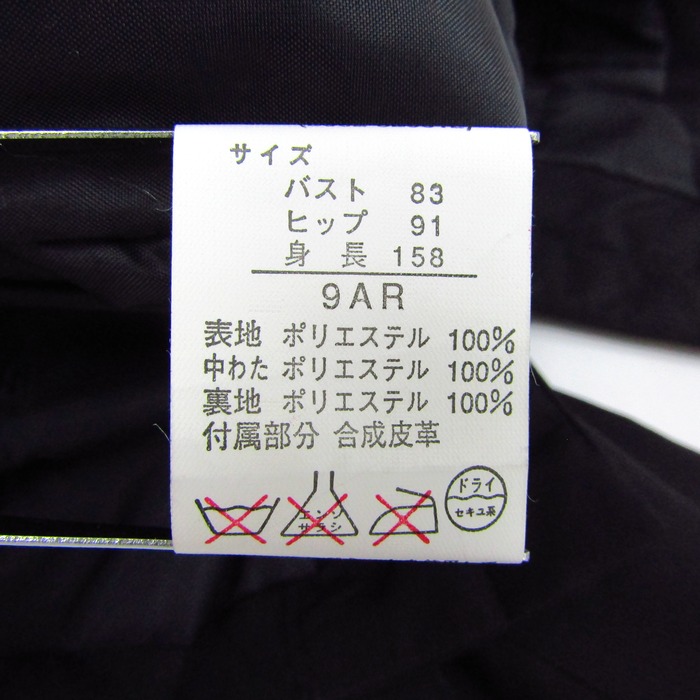 サイズ
バスト 83
ヒップ 91
身長 158
9AR
表地 ポリエステル 100%
中わた ポリエステル 100%
裏地 ポリエステル 100%
付属部分 合成皮革
エンソ
サラシ
ドライ
セキユ系